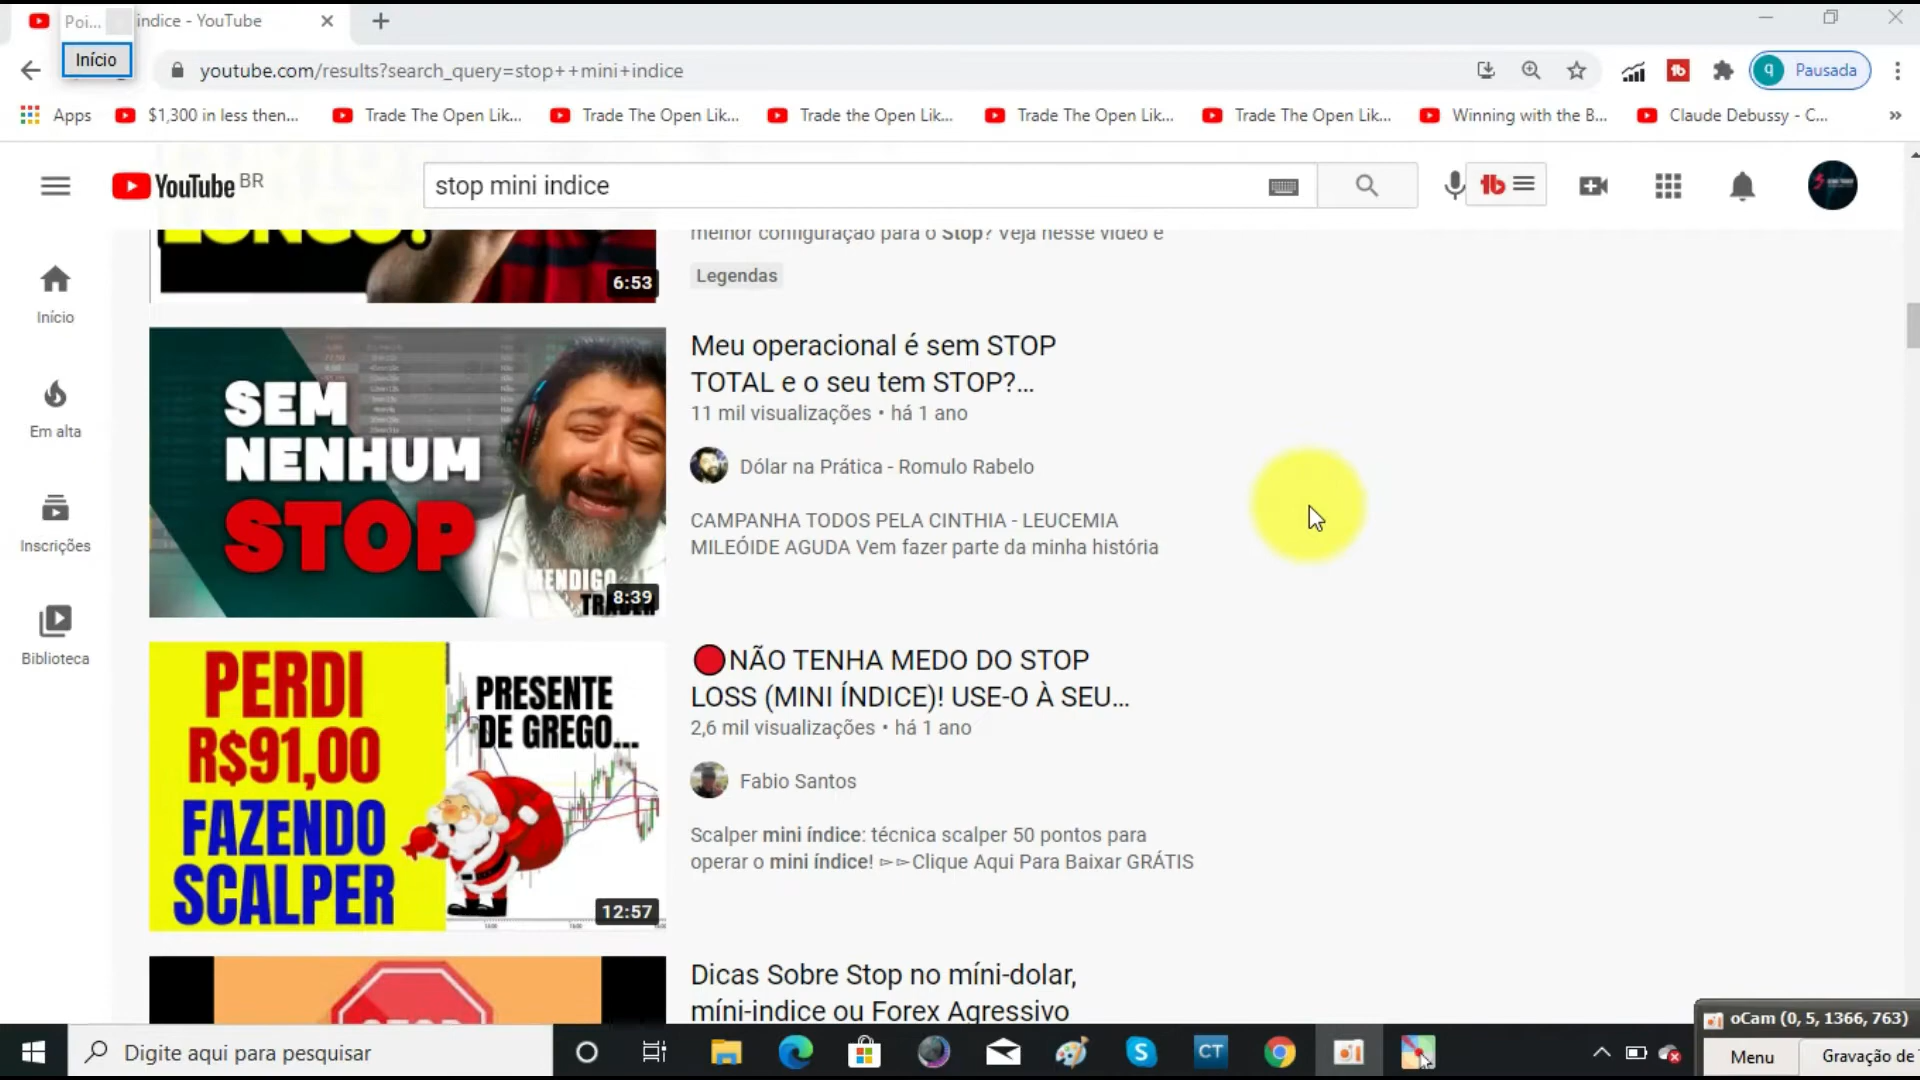 Poi...
indice - YouTube
Início
youtube.com/results?search_query=stop++mini+indice
q
Pausada
Apps
$1,300 in less then...
Trade The Open Lik...
Trade The Open Lik...
Trade the Open Lik...
Trade The Open Lik...
Trade The Open Lik...
Winning with the B...
Claude Debussy - C...
YouTube BR
stop mini indice
melhor configuração para o Stop? Veja nesse vídeo e
6:53
Legendas
Início
Em alta
Inscrições
Biblioteca
SEM
NENHUM
STOP
MENDIGO
TRADER
8:39
Meu operacional é sem STOP
TOTAL e o seu tem STOP?...
11 mil visualizações • há 1 ano
Dólar na Prática - Romulo Rabelo
CAMPANHA TODOS PELA CINTHIA - LEUCEMIA
MILEÓIDE AGUDA Vem fazer parte da minha história
PERDI
R$91,00
FAZENDO
SCALPER
PRESENTE
DE GREGO...
12:57
NÃO TENHA MEDO DO STOP
LOSS (MINI ÍNDICE)! USE-O À SEU...
2,6 mil visualizações • há 1 ano
Fabio Santos
Scalper mini índice: técnica scalper 50 pontos para
operar o mini índice! ▻▻Clique Aqui Para Baixar GRÁTIS
Dicas Sobre Stop no míni-dolar,
míni-indice ou Forex Agressivo
oCam (0, 5, 1366, 763)
Menu
Gravação de
Digite aqui para pesquisar
CT